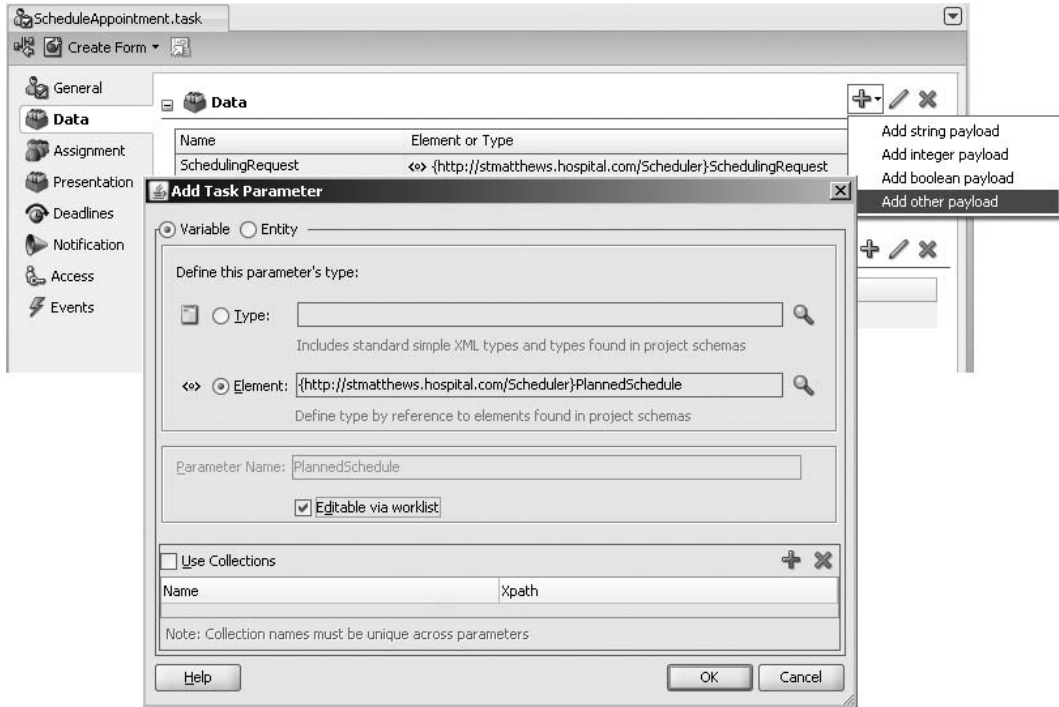 ScheduleAppointment.task
Create Form
General
Data
Assignment
Presentation
Deadlines
Notification
Access
Events
Data
Name Element or Type
SchedulingRequest <o> {http://stmatthews.hospital.com/Scheduler}SchedulingRequest
Add string payload
Add integer payload
Add boolean payload
Add other payload
Add Task Parameter
Variable Entity
Define this parameter's type:
Type:
Includes standard simple XML types and types found in project schemas
<o> Element: {http://stmatthews.hospital.com/Scheduler}PlannedSchedule
Define type by reference to elements found in project schemas
Parameter Name: PlannedSchedule
Editable via worklist
Use Collections
Name Xpath
Note: Collection names must be unique across parameters
Help OK Cancel